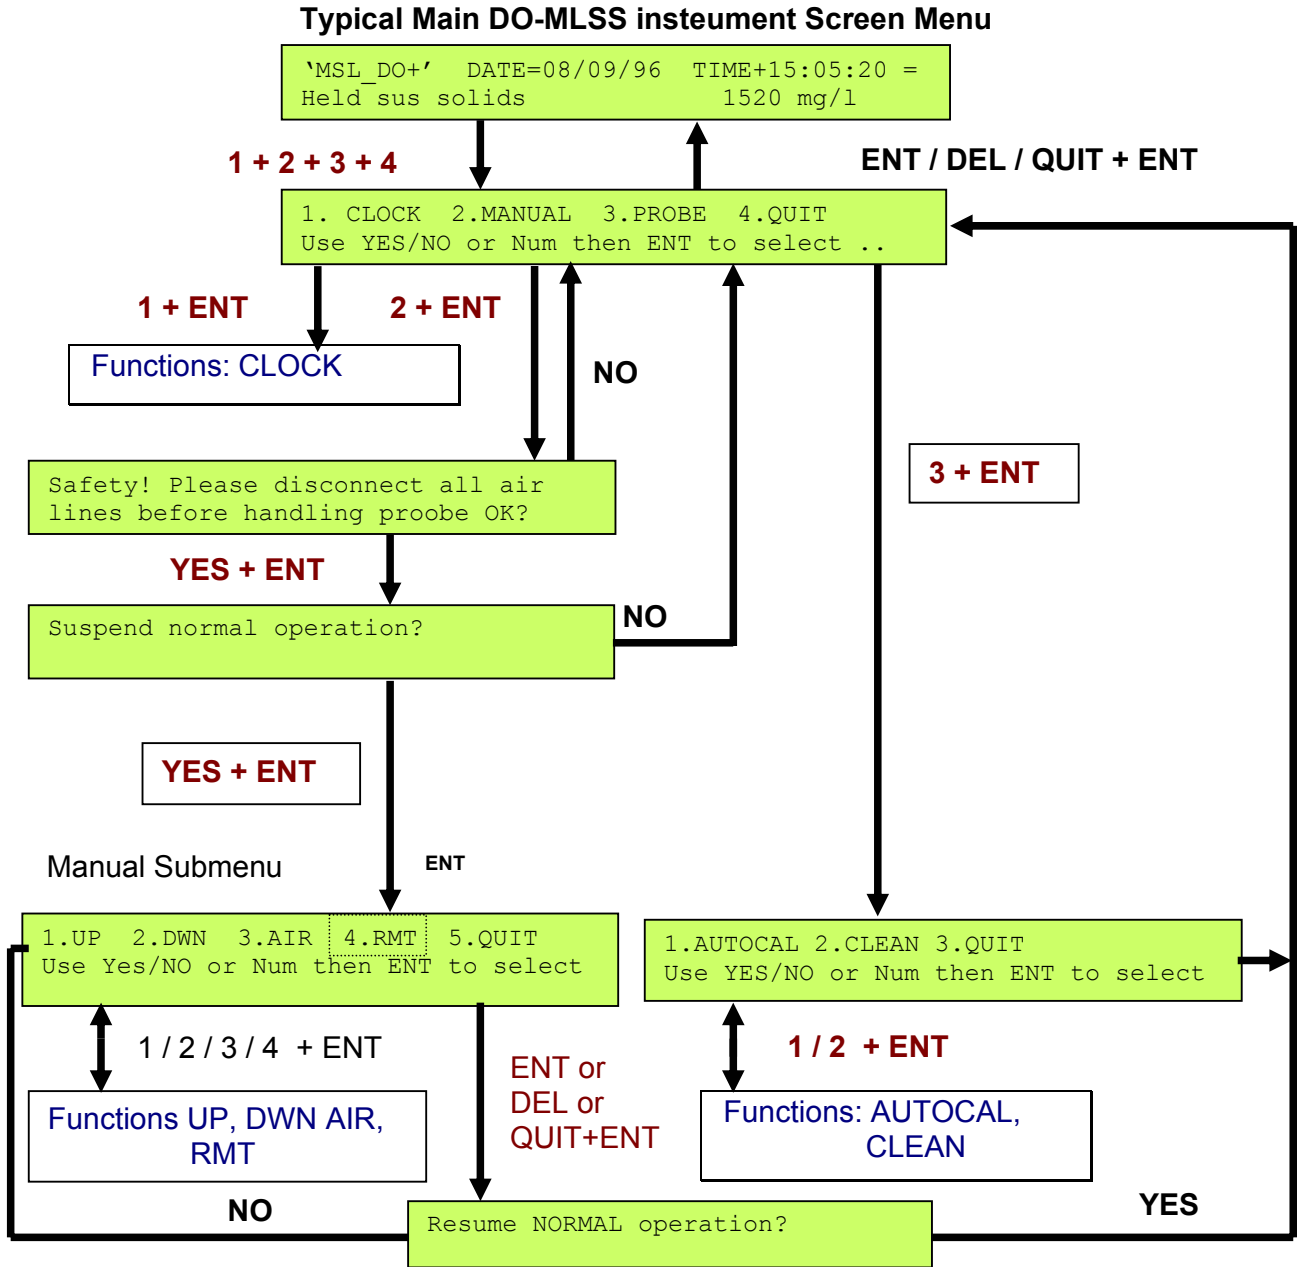 Typical Main DO-MLSS insteument Screen Menu
‘MSL_DO+’ DATE=08/09/96 TIME+15:05:20 =
Held sus solids 1520 mg/l
1 + 2 + 3 + 4
ENT / DEL / QUIT + ENT
1. CLOCK 2.MANUAL 3.PROBE 4.QUIT
Use YES/NO or Num then ENT to select ..
1 + ENT
2 + ENT
Functions: CLOCK
NO
3 + ENT
Safety! Please disconnect all air
lines before handling proobe OK?
YES + ENT
Suspend normal operation?
NO
YES + ENT
Manual Submenu
ENT
1.UP 2.DWN 3.AIR 4.RMT 5.QUIT
Use Yes/NO or Num then ENT to select
1.AUTOCAL 2.CLEAN 3.QUIT
Use YES/NO or Num then ENT to select
1 / 2 / 3 / 4 + ENT
ENT or
DEL or
QUIT+ENT
1 / 2 + ENT
Functions UP, DWN AIR,
RMT
Functions: AUTOCAL,
CLEAN
NO
YES
Resume NORMAL operation?